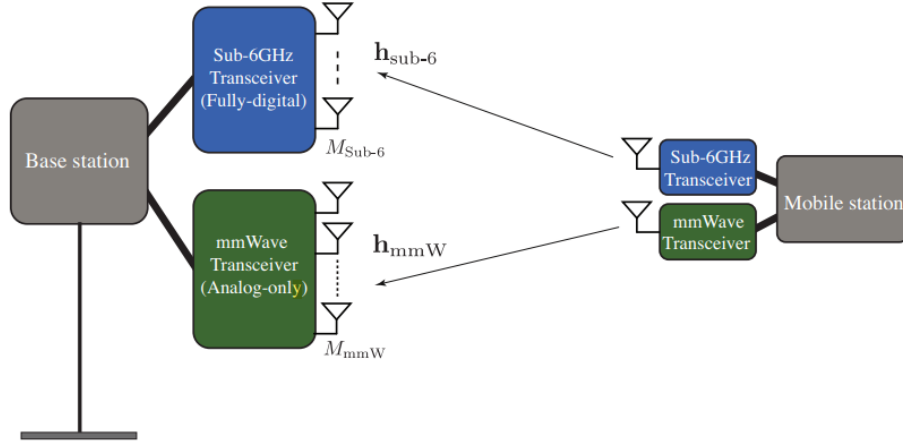 Base station
Sub-6GHz
Transceiver
(Fully-digital)
M_Sub-6
h_sub-6
mmWave
Transceiver
(Analog-only)
M_mmW
h_mmW
Sub-6GHz
Transceiver
mmWave
Transceiver
Mobile station